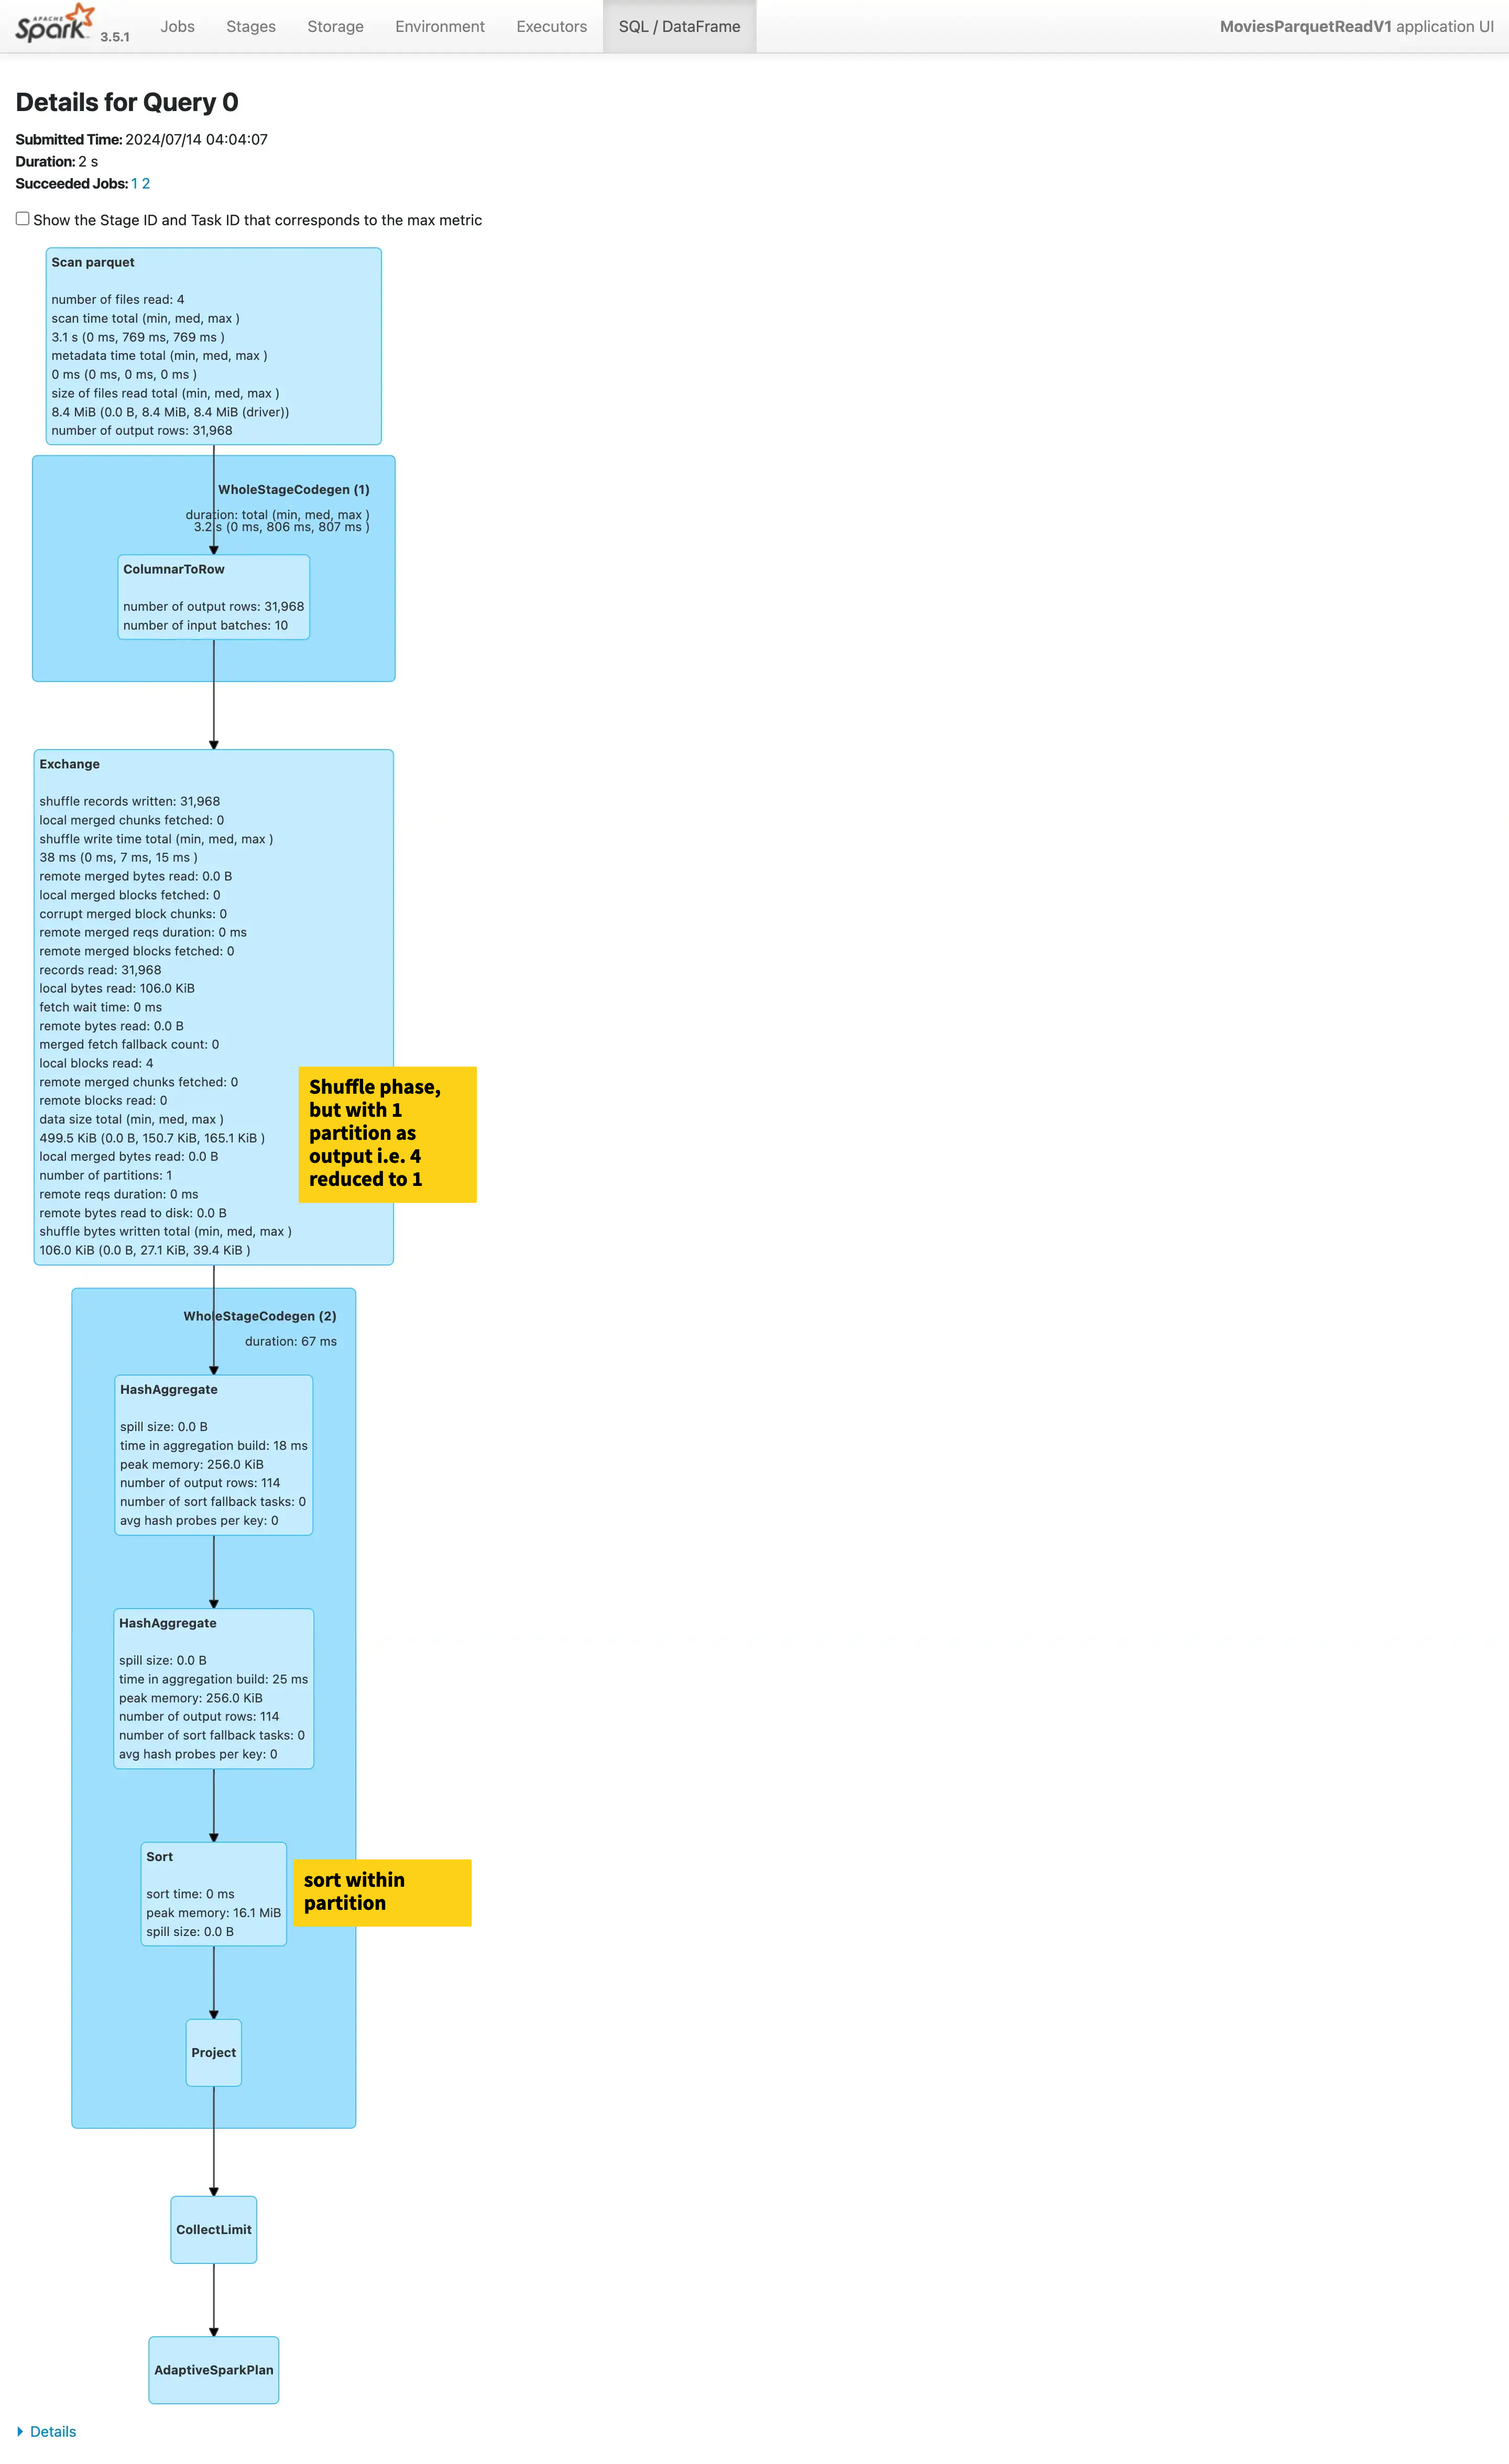 APACHE
Spark 3.5.1
Jobs
Stages
Storage
Environment
Executors
SQL / DataFrame
MoviesParquetReadV1 application UI
Details for Query 0
Submitted Time: 2024/07/14 04:04:07
Duration: 2 s
Succeeded Jobs: 1 2
Show the Stage ID and Task ID that corresponds to the max metric
Scan parquet
number of files read: 4
scan time total (min, med, max )
3.1 s (0 ms, 769 ms, 769 ms )
metadata time total (min, med, max )
0 ms (0 ms, 0 ms, 0 ms )
size of files read total (min, med, max )
8.4 MiB (0.0 B, 8.4 MiB, 8.4 MiB (driver))
number of output rows: 31,968
WholeStageCodegen (1)
duration: total (min, med, max )
3.2 s (0 ms, 806 ms, 807 ms )
ColumnarToRow
number of output rows: 31,968
number of input batches: 10
Exchange
shuffle records written: 31,968
local merged chunks fetched: 0
shuffle write time total (min, med, max )
38 ms (0 ms, 7 ms, 15 ms )
remote merged bytes read: 0.0 B
local merged blocks fetched: 0
corrupt merged block chunks: 0
remote merged reqs duration: 0 ms
remote merged blocks fetched: 0
records read: 31,968
local bytes read: 106.0 KiB
fetch wait time: 0 ms
remote bytes read: 0.0 B
merged fetch fallback count: 0
local blocks read: 4
remote merged chunks fetched: 0
remote blocks read: 0
data size total (min, med, max )
499.5 KiB (0.0 B, 150.7 KiB, 165.1 KiB )
local merged bytes read: 0.0 B
number of partitions: 1
remote reqs duration: 0 ms
remote bytes read to disk: 0.0 B
shuffle bytes written total (min, med, max )
106.0 KiB (0.0 B, 27.1 KiB, 39.4 KiB )
Shuffle phase,
but with 1
partition as
output i.e. 4
reduced to 1
WholeStageCodegen (2)
duration: 67 ms
HashAggregate
spill size: 0.0 B
time in aggregation build: 18 ms
peak memory: 256.0 KiB
number of output rows: 114
number of sort fallback tasks: 0
avg hash probes per key: 0
HashAggregate
spill size: 0.0 B
time in aggregation build: 25 ms
peak memory: 256.0 KiB
number of output rows: 114
number of sort fallback tasks: 0
avg hash probes per key: 0
Sort
sort time: 0 ms
peak memory: 16.1 MiB
spill size: 0.0 B
sort within
partition
Project
CollectLimit
AdaptiveSparkPlan
Details